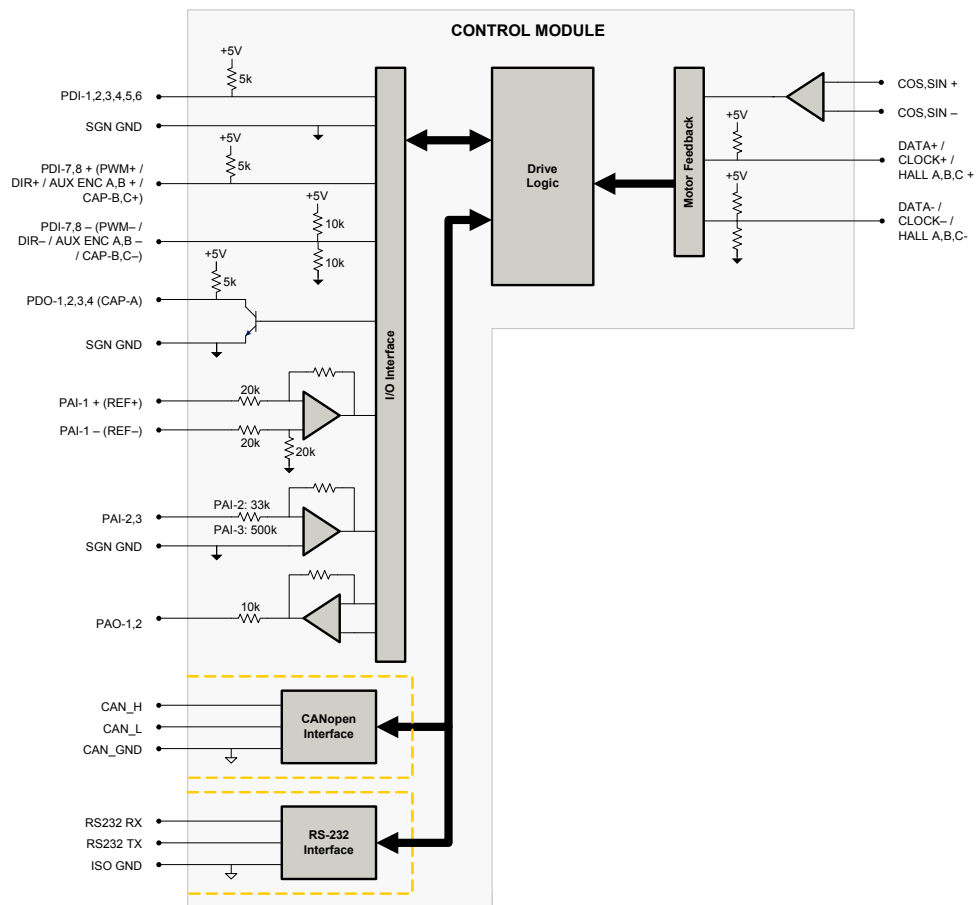 CONTROL MODULE
+5V
5k
PDI-1,2,3,4,5,6
SGN GND
+5V
5k
PDI-7,8 + (PWM+ /
DIR+ / AUX ENC A,B + /
CAP-B,C+)
PDI-7,8 – (PWM– /
DIR– / AUX ENC A,B –
/ CAP-B,C–)
10k
10k
+5V
5k
PDO-1,2,3,4 (CAP-A)
SGN GND
PAI-1 + (REF+)
20k
PAI-1 – (REF–)
20k
20k
PAI-2,3
PAI-2: 33k
PAI-3: 500k
SGN GND
PAO-1,2
10k
I/O Interface
Drive
Logic
Motor Feedback
COS,SIN +
COS,SIN –
+5V
DATA+ /
CLOCK+ /
HALL A,B,C +
+5V
DATA- /
CLOCK– /
HALL A,B,C-
CAN_H
CAN_L
CAN_GND
CANopen
Interface
RS232 RX
RS232 TX
ISO GND
RS-232
Interface